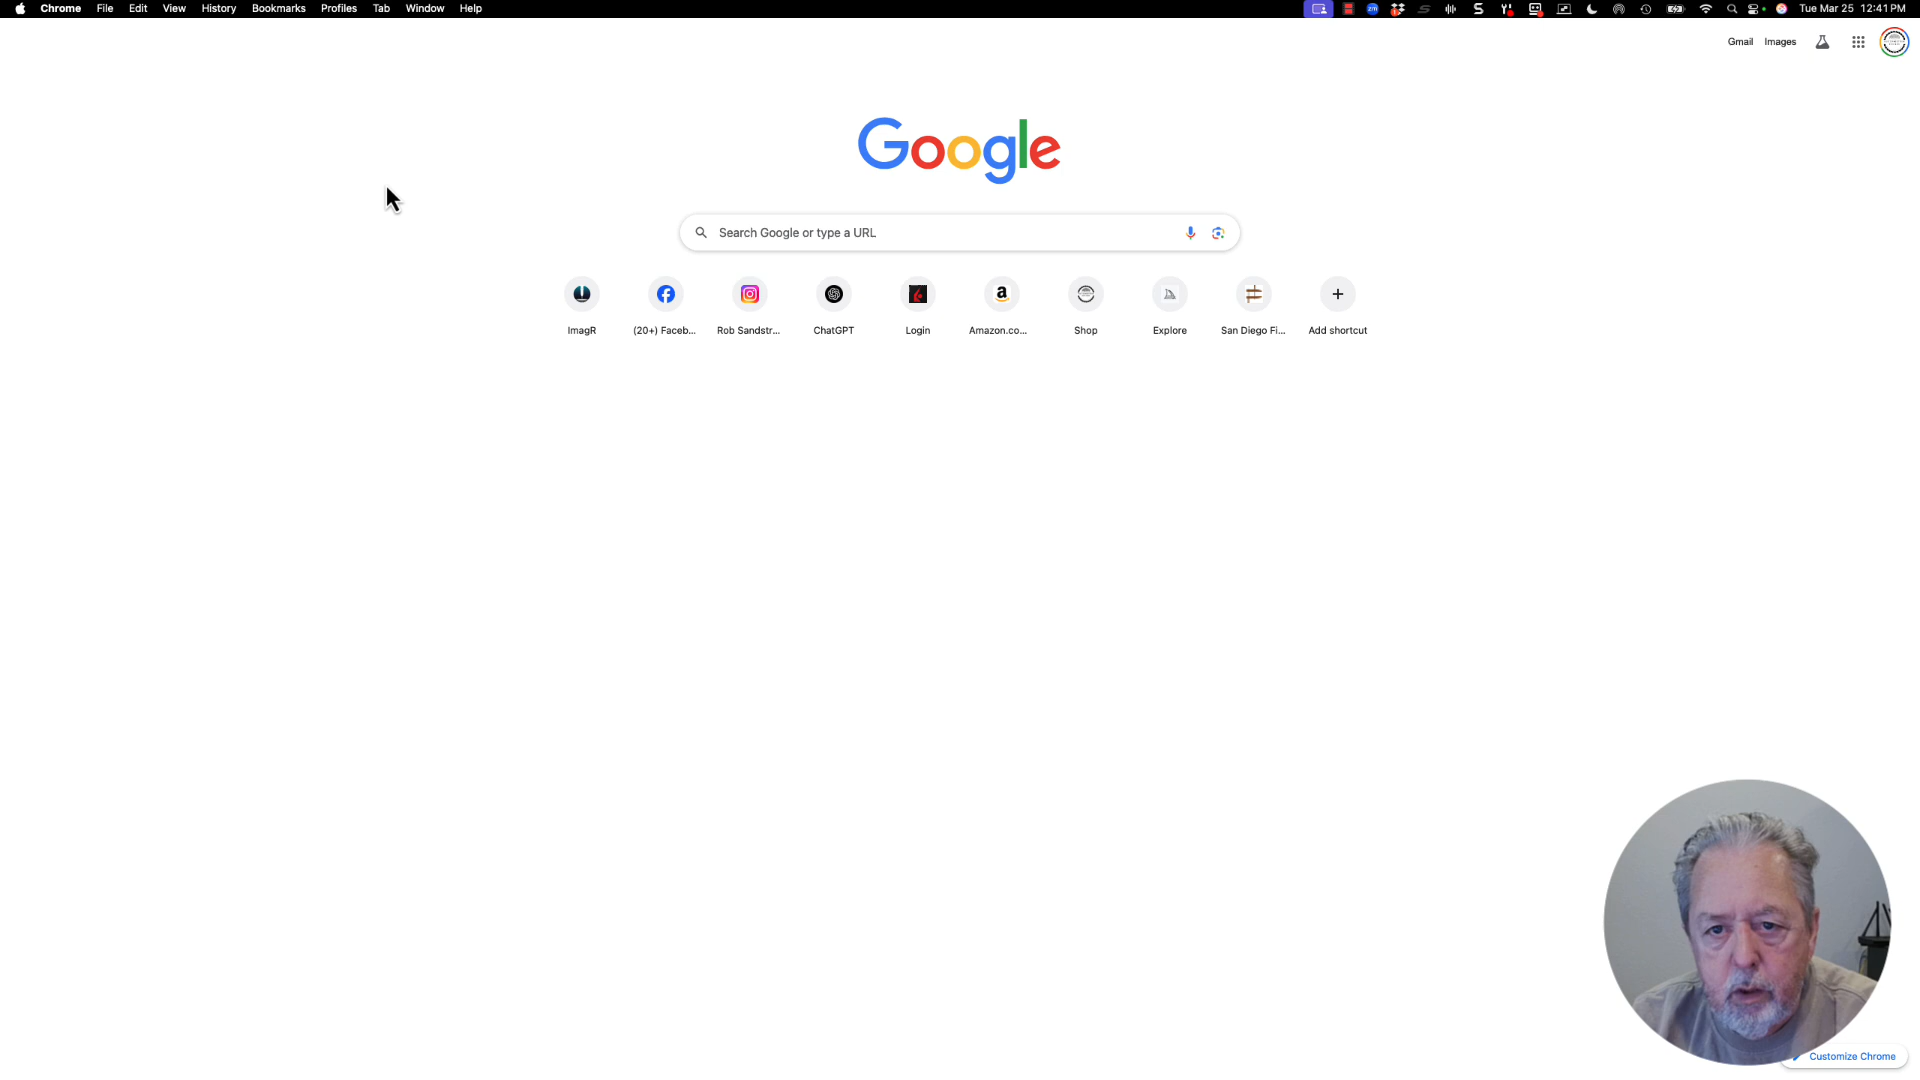 Chrome File Edit View History Bookmarks Profiles Tab Window Help
Tue Mar 25 12:41 PM
Gmail Images
Google
Search Google or type a URL
ImagR (20+) Faceb... Rob Sandstr... ChatGPT Login Amazon.co... Shop Explore San Diego Fi... Add shortcut
Customize Chrome